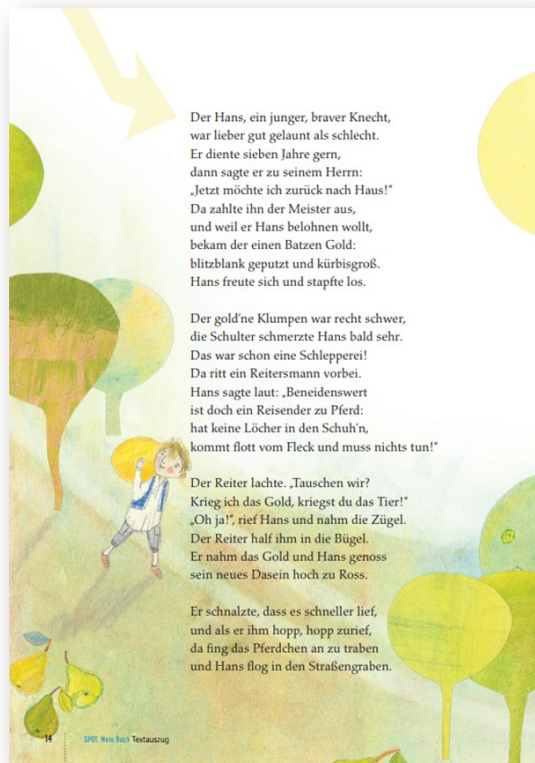 Der Hans, ein junger, braver Knecht,
war lieber gut gelaunt als schlecht.
Er diente sieben Jahre gern,
dann sagte er zu seinem Herrn:
„Jetzt möchte ich zurück nach Haus!“
Da zahlte ihn der Meister aus,
und weil er Hans belohnen wollt,
bekam der einen Batzen Gold:
blitzblank geputzt und kürbisgroß.
Hans freute sich und stapfte los.

Der gold’ne Klumpen war recht schwer,
die Schulter schmerzte Hans bald sehr.
Das war schon eine Schlepperei!
Da ritt ein Reitersmann vorbei.
Hans sagte laut: „Beneidenswert
ist doch ein Reisender zu Pferd:
hat keine Löcher in den Schuh’n,
kommt flott vom Fleck und muss nichts tun!“

Der Reiter lachte. „Tauschen wir?
Krieg ich das Gold, kriegst du das Tier!“
„Oh ja!“, rief Hans und nahm die Zügel.
Der Reiter half ihm in die Bügel.
Er nahm das Gold und Hans genoss
sein neues Dasein hoch zu Ross.

Er schnalzte, dass es schneller lief,
und als er ihm hopp, hopp zurief,
da fing das Pferdchen an zu traben
und Hans flog in den Straßengraben.

14 SPOT Mein Buch Textauszug